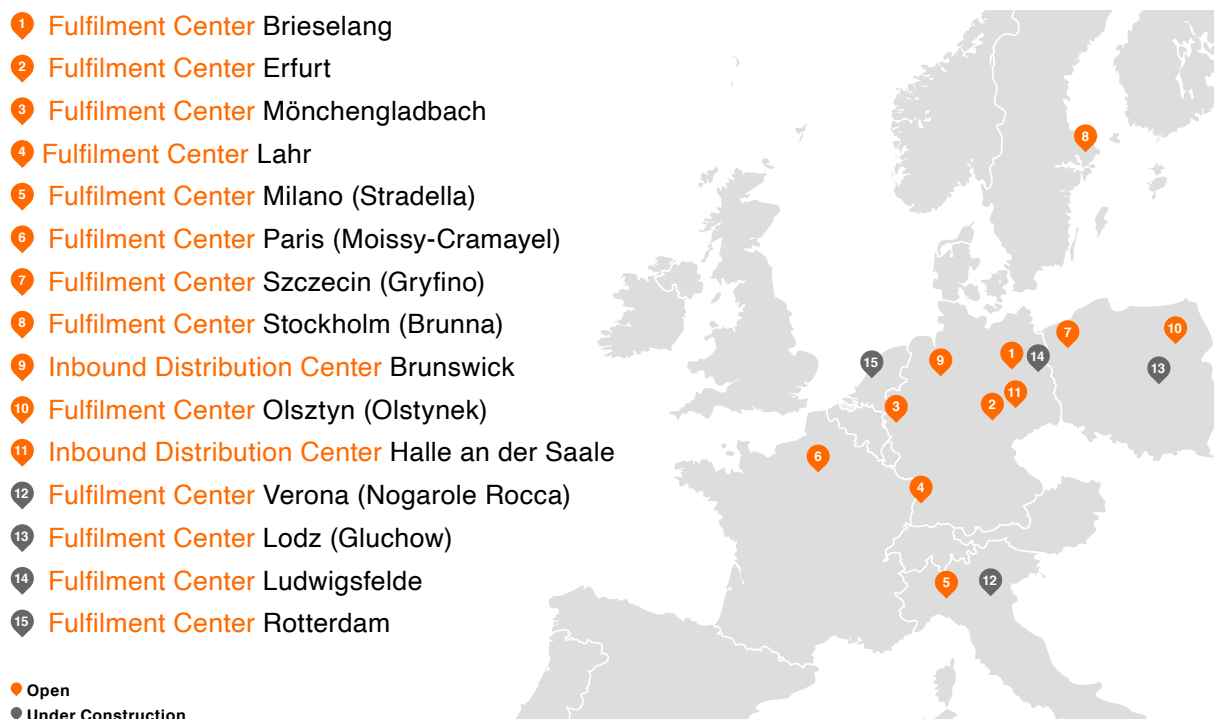 1 Fulfilment Center Brieselang
2 Fulfilment Center Erfurt
3 Fulfilment Center Mönchengladbach
4 Fulfilment Center Lahr
5 Fulfilment Center Milano (Stradella)
6 Fulfilment Center Paris (Moissy-Cramayel)
7 Fulfilment Center Szczecin (Gryfino)
8 Fulfilment Center Stockholm (Brunna)
9 Inbound Distribution Center Brunswick
10 Fulfilment Center Olsztyn (Olstynek)
11 Inbound Distribution Center Halle an der Saale
12 Fulfilment Center Verona (Nogarole Rocca)
13 Fulfilment Center Lodz (Gluchow)
14 Fulfilment Center Ludwigsfelde
15 Fulfilment Center Rotterdam
Open
Under Construction
8
10
7
15
9
1
14
13
11
2
3
6
4
5
12